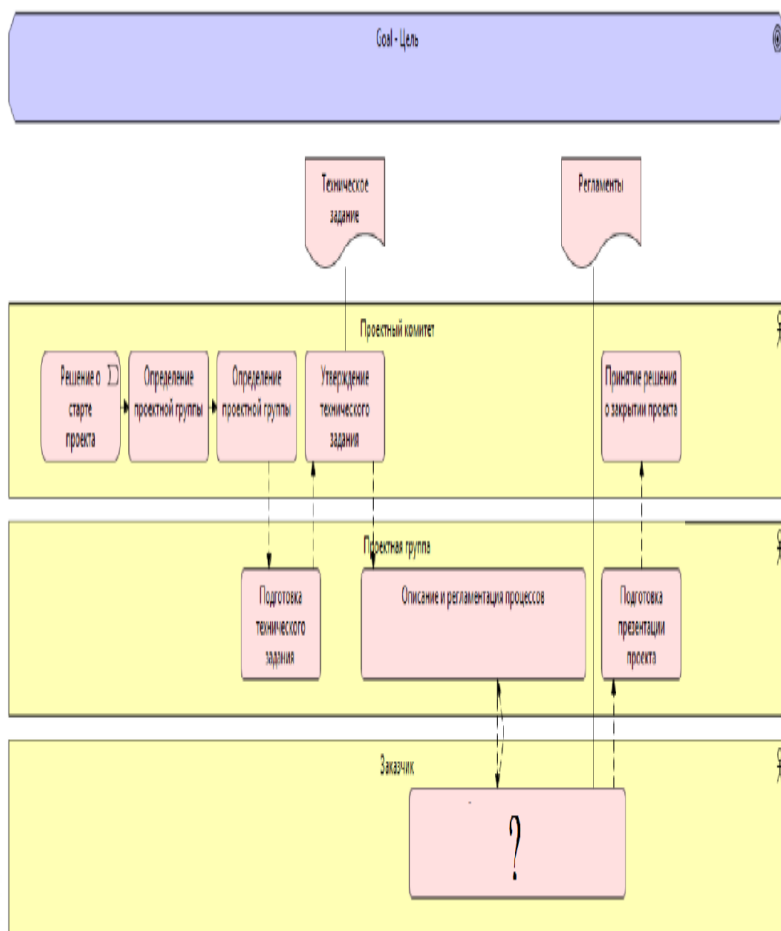 Goal - Цель
Техническое
задание
Регламенты
Проектный комитет
Решение о
старте
проекта
Определение
проектной группы
Определение
проектной группы
Утверждение
технического
задания
Принятие решения
о закрытии проекта
Проектная группа
Подготовка
технического
задания
Описание и регламентация процессов
Подготовка
презентации
проекта
Заказчик
?